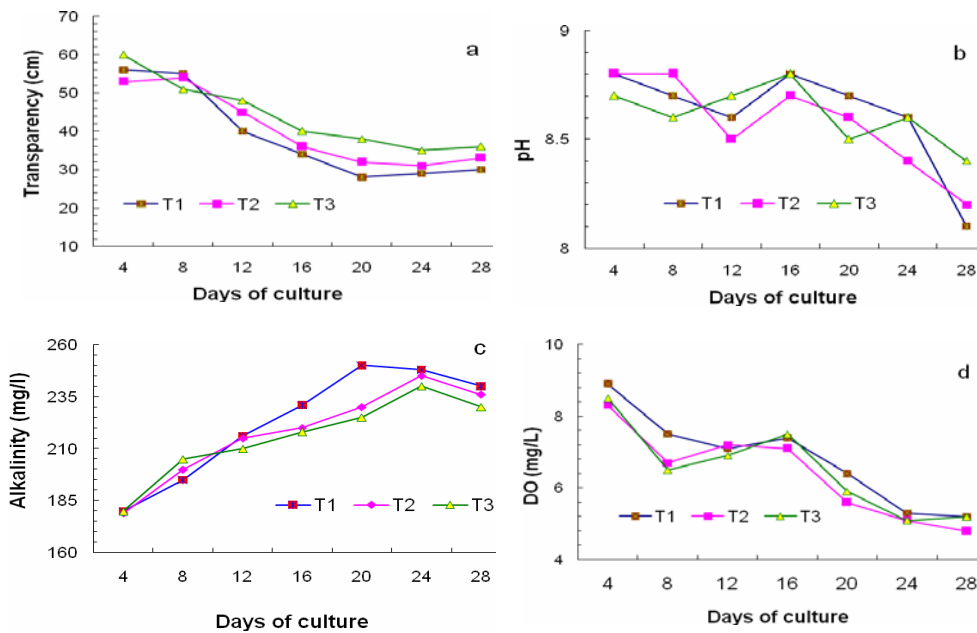 a
Transparency (cm)
70
60
50
40
30
20
10
T1 T2 T3
4 8 12 16 20 24 28
Days of culture
b
pH
9
8.5
8
T1 T2 T3
4 8 12 16 20 24 28
Days of culture
c
Alkalinity (mg/l)
260
235
210
185
160
T1 T2 T3
4 8 12 16 20 24 28
Days of culture
d
DO (mg/L)
10
8
6
4
T1 T2 T3
4 8 12 16 20 24 28
Days of culture